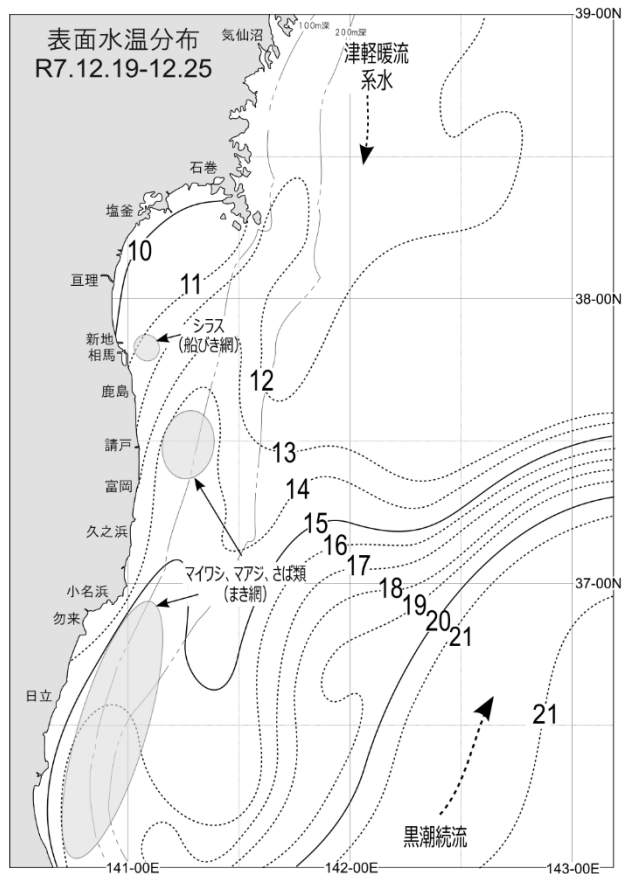 表面水温分布
R7.12.19-12.25
39-00N
気仙沼
100m深
200m深
津軽暖流
系水
石巻
塩釜
10
亘理
11
38-00N
新地
相馬
シラス
(船びき網)
鹿島
12
請戸
13
富岡
14
久之浜
15
16
17
マイワシ、マアジ、さば類
(まき網)
37-00N
小名浜
勿来
18
19
20
21
日立
21
黒潮続流
141-00E
142-00E
143-00E